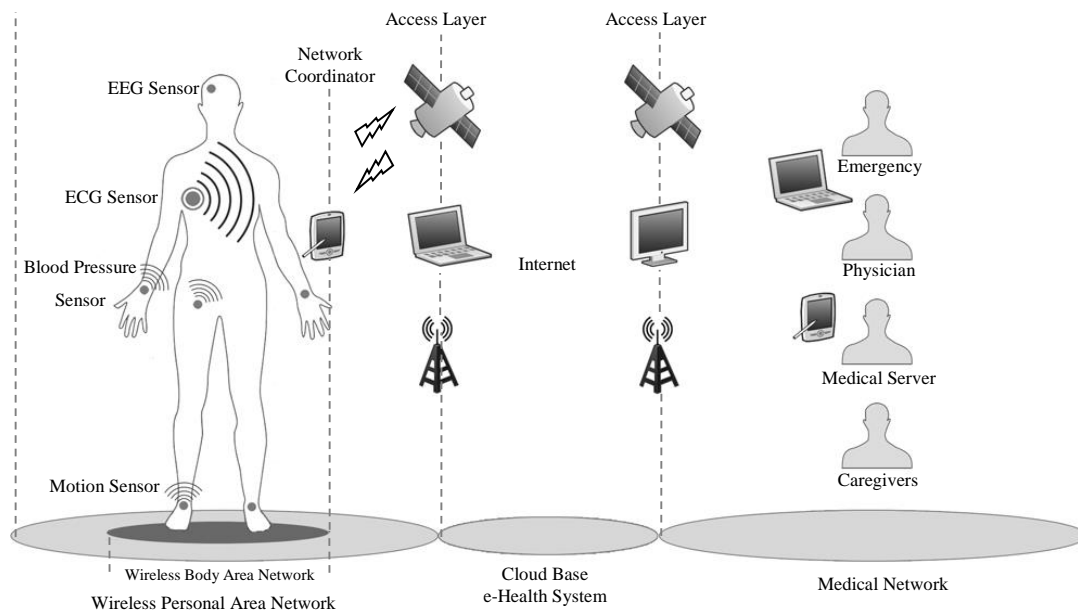 Access Layer
Access Layer
Network
Coordinator
EEG Sensor
ECG Sensor
Blood Pressure
Sensor
Motion Sensor
Internet
Emergency
Physician
Medical Server
Caregivers
Wireless Body Area Network
Wireless Personal Area Network
Cloud Base
e-Health System
Medical Network